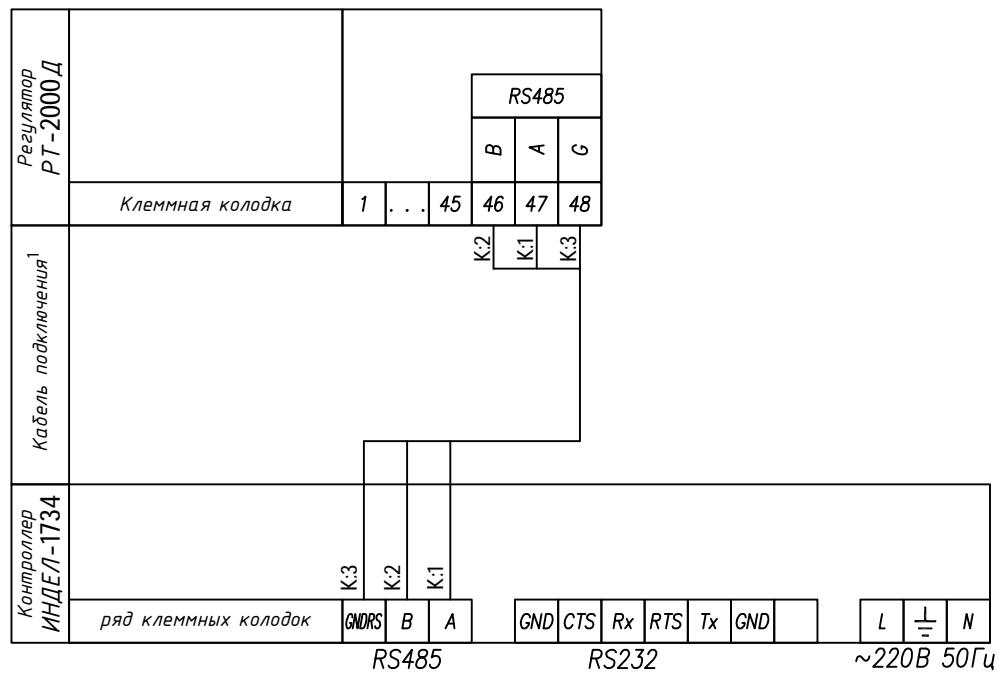 Регулятор
РТ-2000Д
RS485
B A G
Клеммная колодка 1 ... 45 46 47 48
K:2 K:1 K:3
Кабель подключения1
Контроллер
ИНДЕЛ-1734
K:3 K:2 K:1
ряд клеммных колодок GNDRS B A GND CTS Rx RTS Tx GND L N
RS485 RS232 ~220В 50Гц